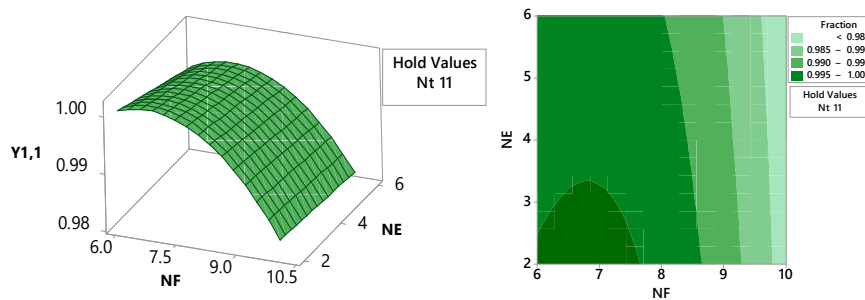 Hold Values
Nt 11
1.00
Y1,1
0.99
0.98
6.0
7.5
9.0
10.5
NF
2
4
6
NE
6
5
4
3
2
NE
6
7
8
9
10
NF
Fraction
< 0.98
0.985 – 0.99
0.990 – 0.99
0.995 – 1.00
Hold Values
Nt 11